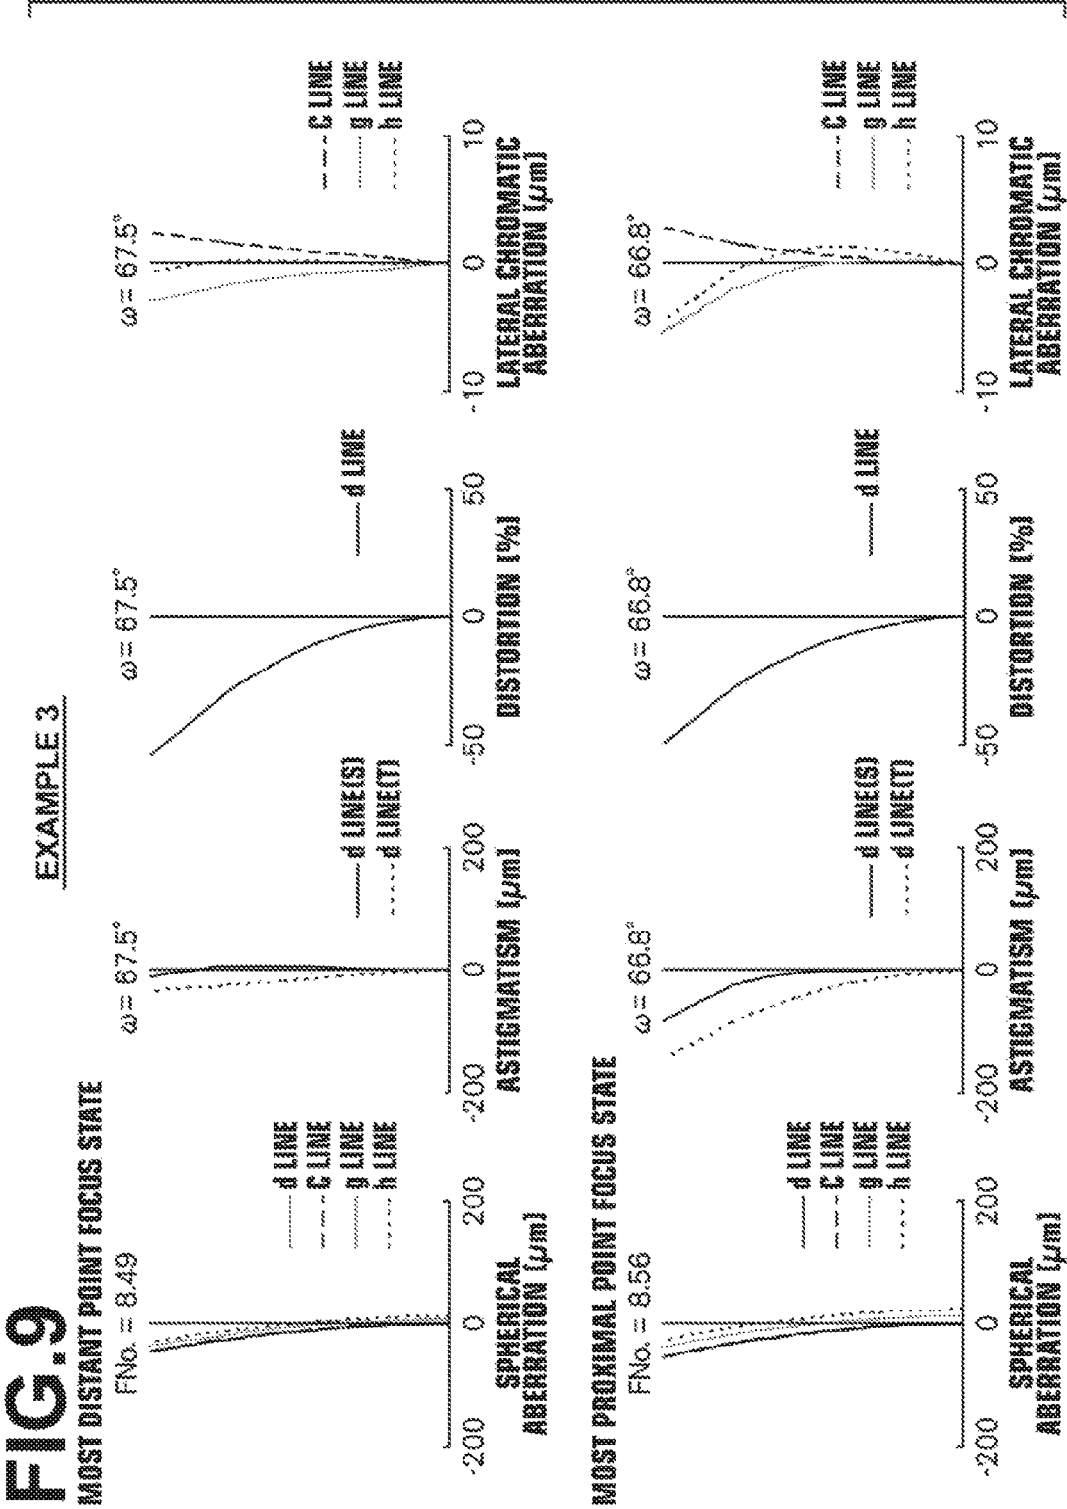 FIG.9
EXAMPLE 3
MOST DISTANT POINT FOCUS STATE
FNo. = 8.49
d LINE
C LINE
g LINE
h LINE
-200
0
200
SPHERICAL
ABERRATION (μm)
ω= 67.5°
d LINE(S)
d LINE(T)
-200
0
200
ASTIGMATISM (μm)
ω= 67.5°
d LINE
-50
0
50
DISTORTION (%)
ω= 67.5°
C LINE
g LINE
h LINE
-10
0
10
LATERAL CHROMATIC
ABERRATION (μm)
MOST PROXIMAL POINT FOCUS STATE
FNo. = 8.56
d LINE
C LINE
g LINE
h LINE
-200
0
200
SPHERICAL
ABERRATION (μm)
ω= 66.8°
d LINE(S)
d LINE(T)
-200
0
200
ASTIGMATISM (μm)
ω= 66.8°
d LINE
-50
0
50
DISTORTION (%)
ω= 66.8°
C LINE
g LINE
h LINE
-10
0
10
LATERAL CHROMATIC
ABERRATION (μm)